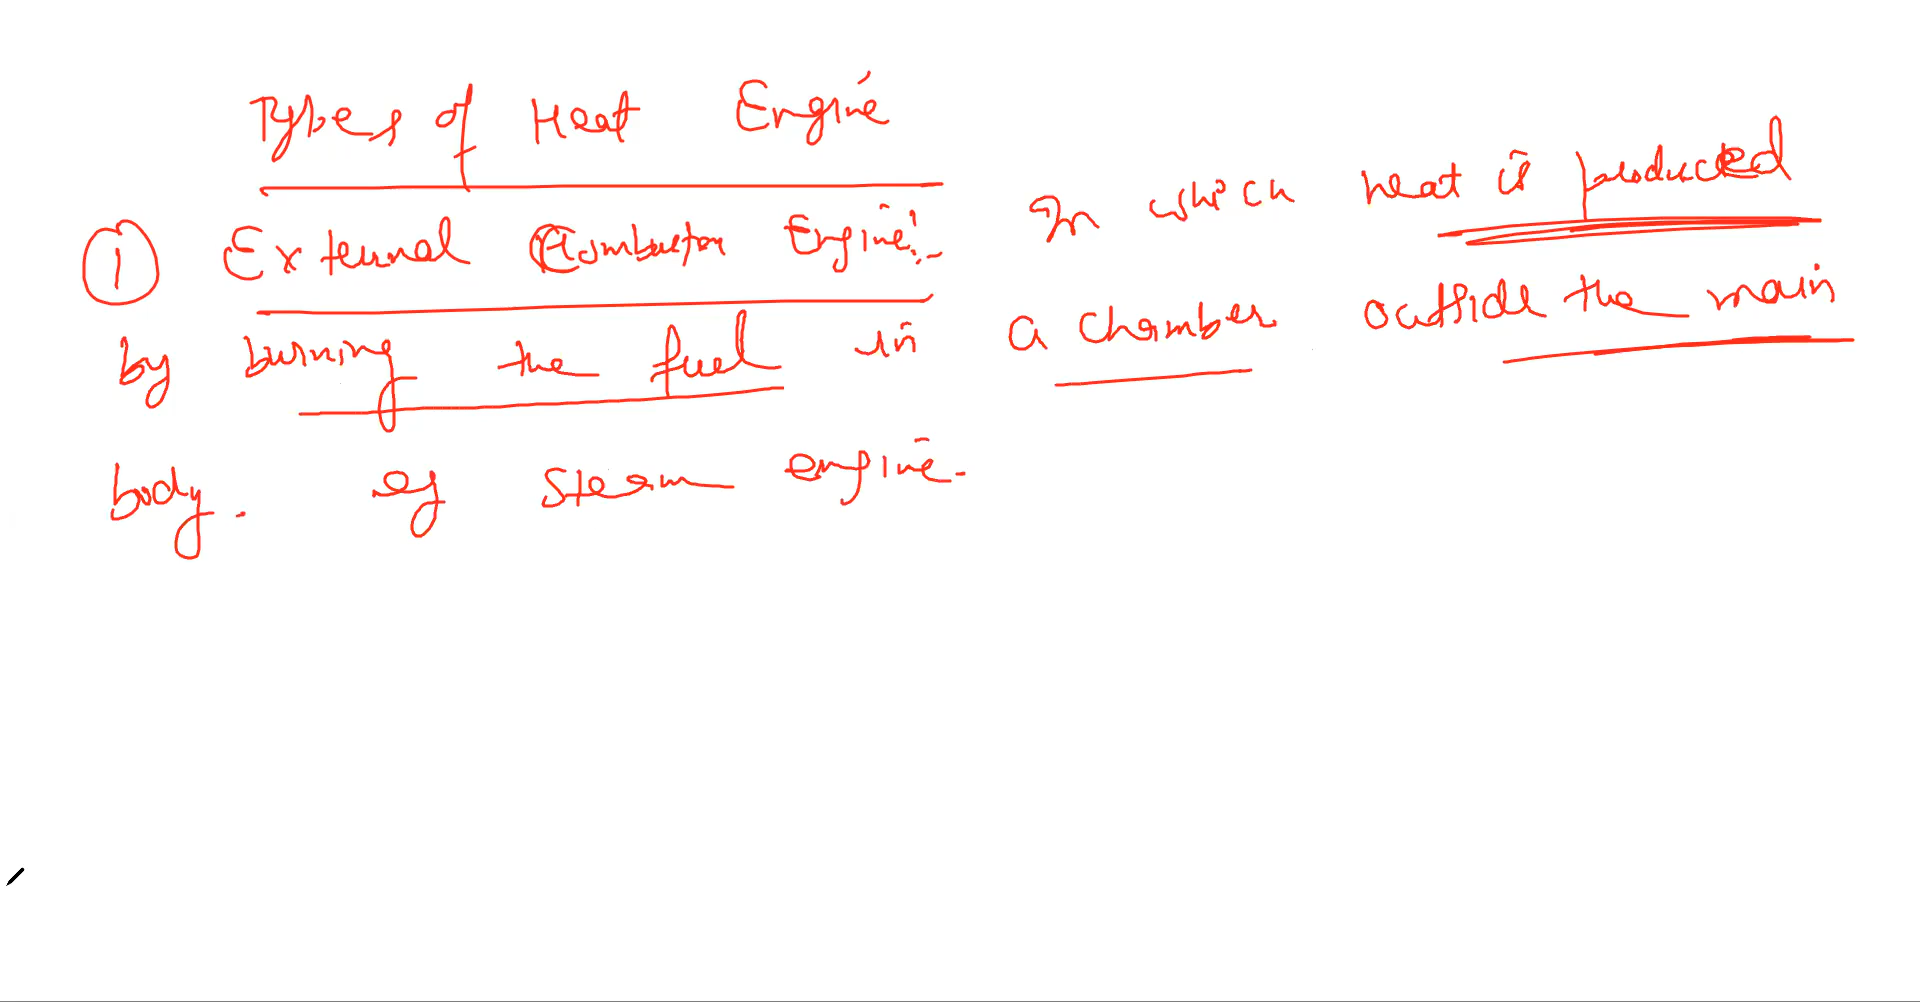 Types of Heat Engine
① External Combustion Engine:- In which heat is producted
by burning the fuel in a chamber outside the main
body. eg steam engine.